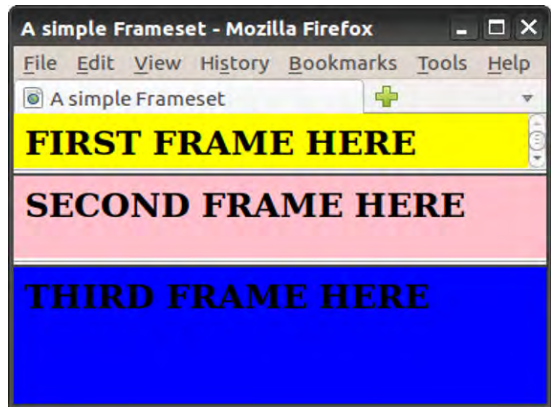 A simple Frameset - Mozilla Firefox
File Edit View History Bookmarks Tools Help
A simple Frameset
FIRST FRAME HERE
SECOND FRAME HERE
THIRD FRAME HERE